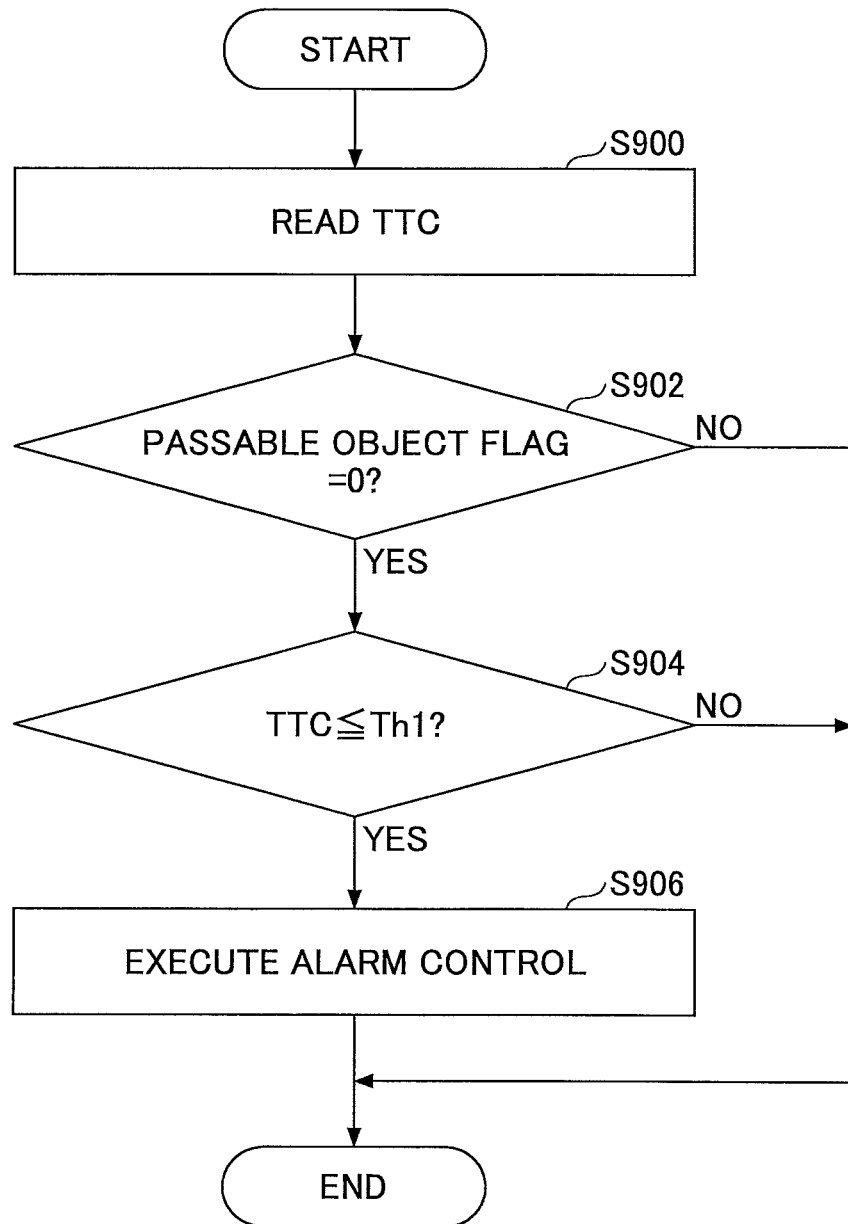 START
S900
READ TTC
S902
PASSABLE OBJECT FLAG
=0?
NO
YES
S904
TTC≦Th1?
NO
YES
S906
EXECUTE ALARM CONTROL
END